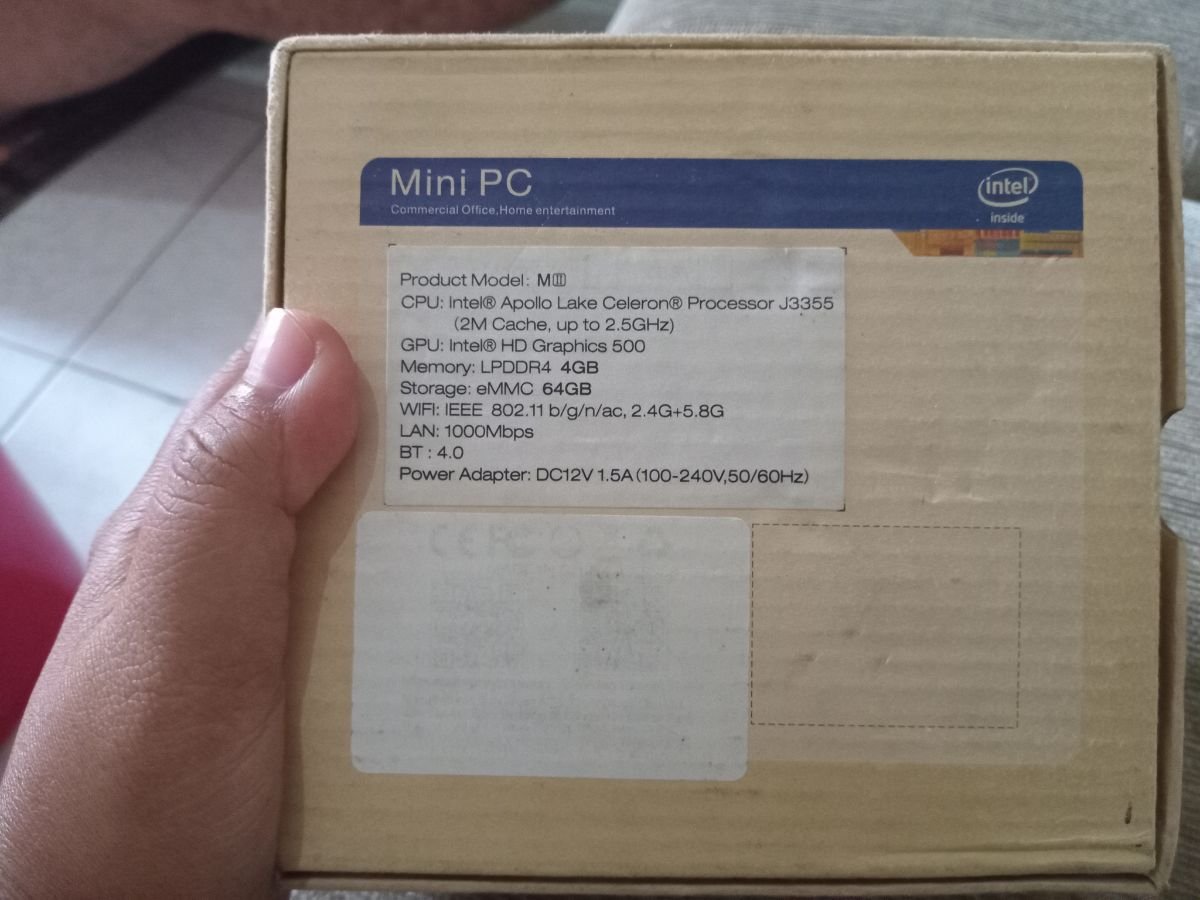 Mini PC
Commercial Office,Home entertainment
intel
inside
Product Model: MⅢ
CPU: Intel® Apollo Lake Celeron® Processor J3355
(2M Cache, up to 2.5GHz)
GPU: Intel® HD Graphics 500
Memory: LPDDR4 4GB
Storage: eMMC 64GB
WIFI: IEEE 802.11 b/g/n/ac, 2.4G+5.8G
LAN: 1000Mbps
BT : 4.0
Power Adapter: DC12V 1.5A(100-240V,50/60Hz)